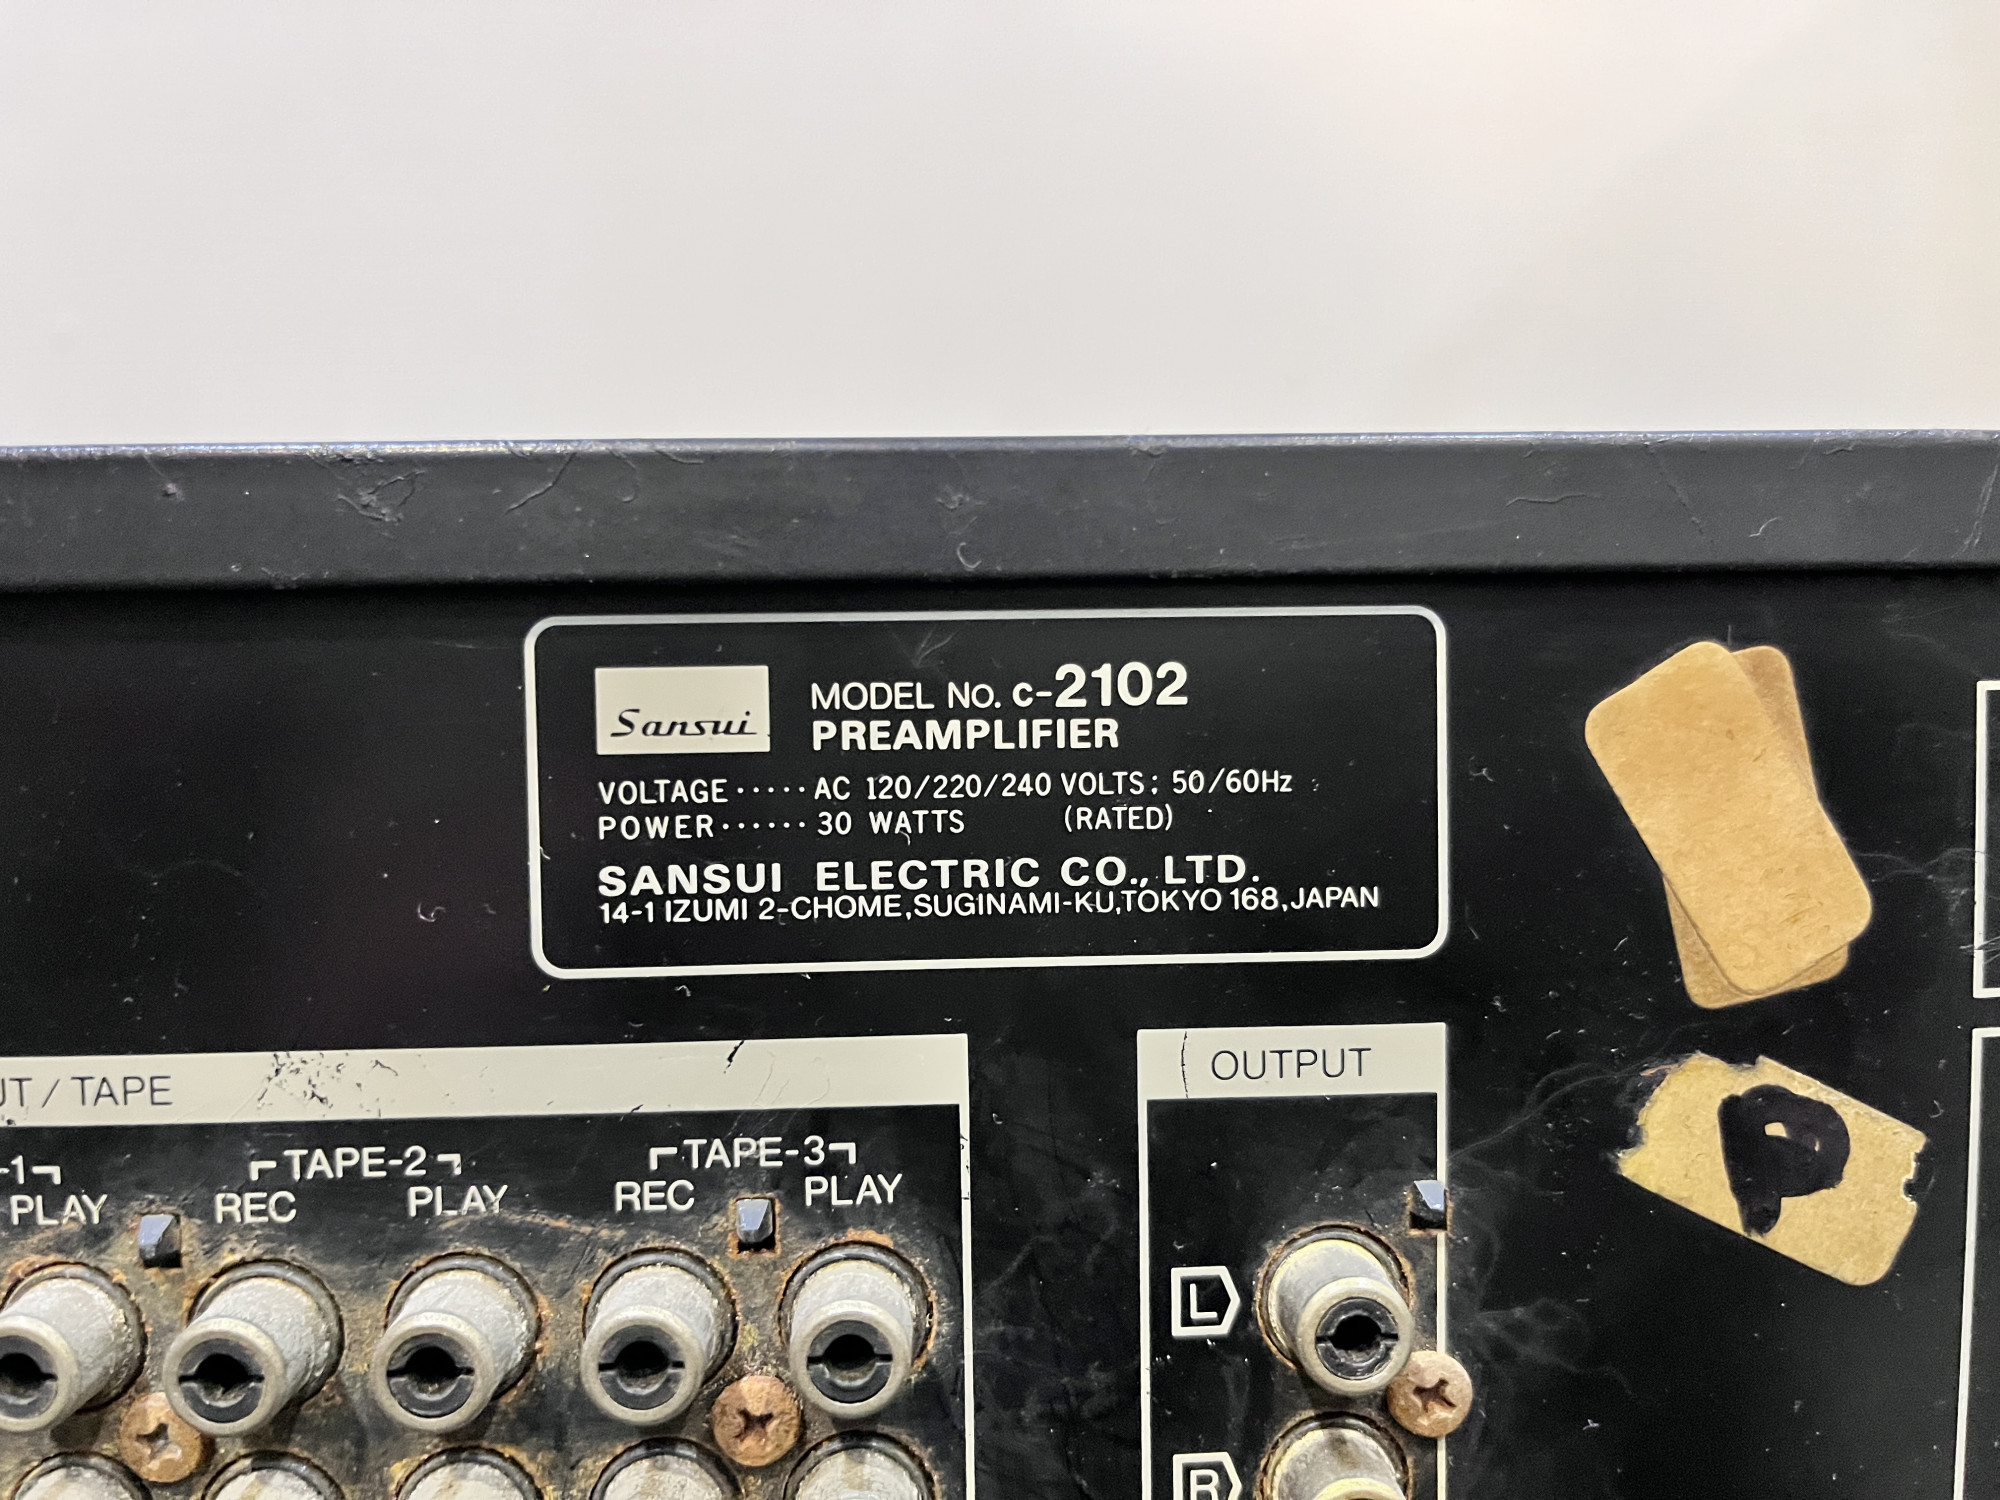 Sansui
MODEL No. c-2102
PREAMPLIFIER
VOLTAGE ····· AC 120/220/240 VOLTS; 50/60Hz
POWER ······ 30 WATTS (RATED)
SANSUI ELECTRIC CO., LTD.
14-1 IZUMI 2-CHOME, SUGINAMI-KU, TOKYO 168, JAPAN
/ TAPE
OUTPUT
-1
TAPE-2
TAPE-3
PLAY
REC
PLAY
REC
PLAY
P
L
R